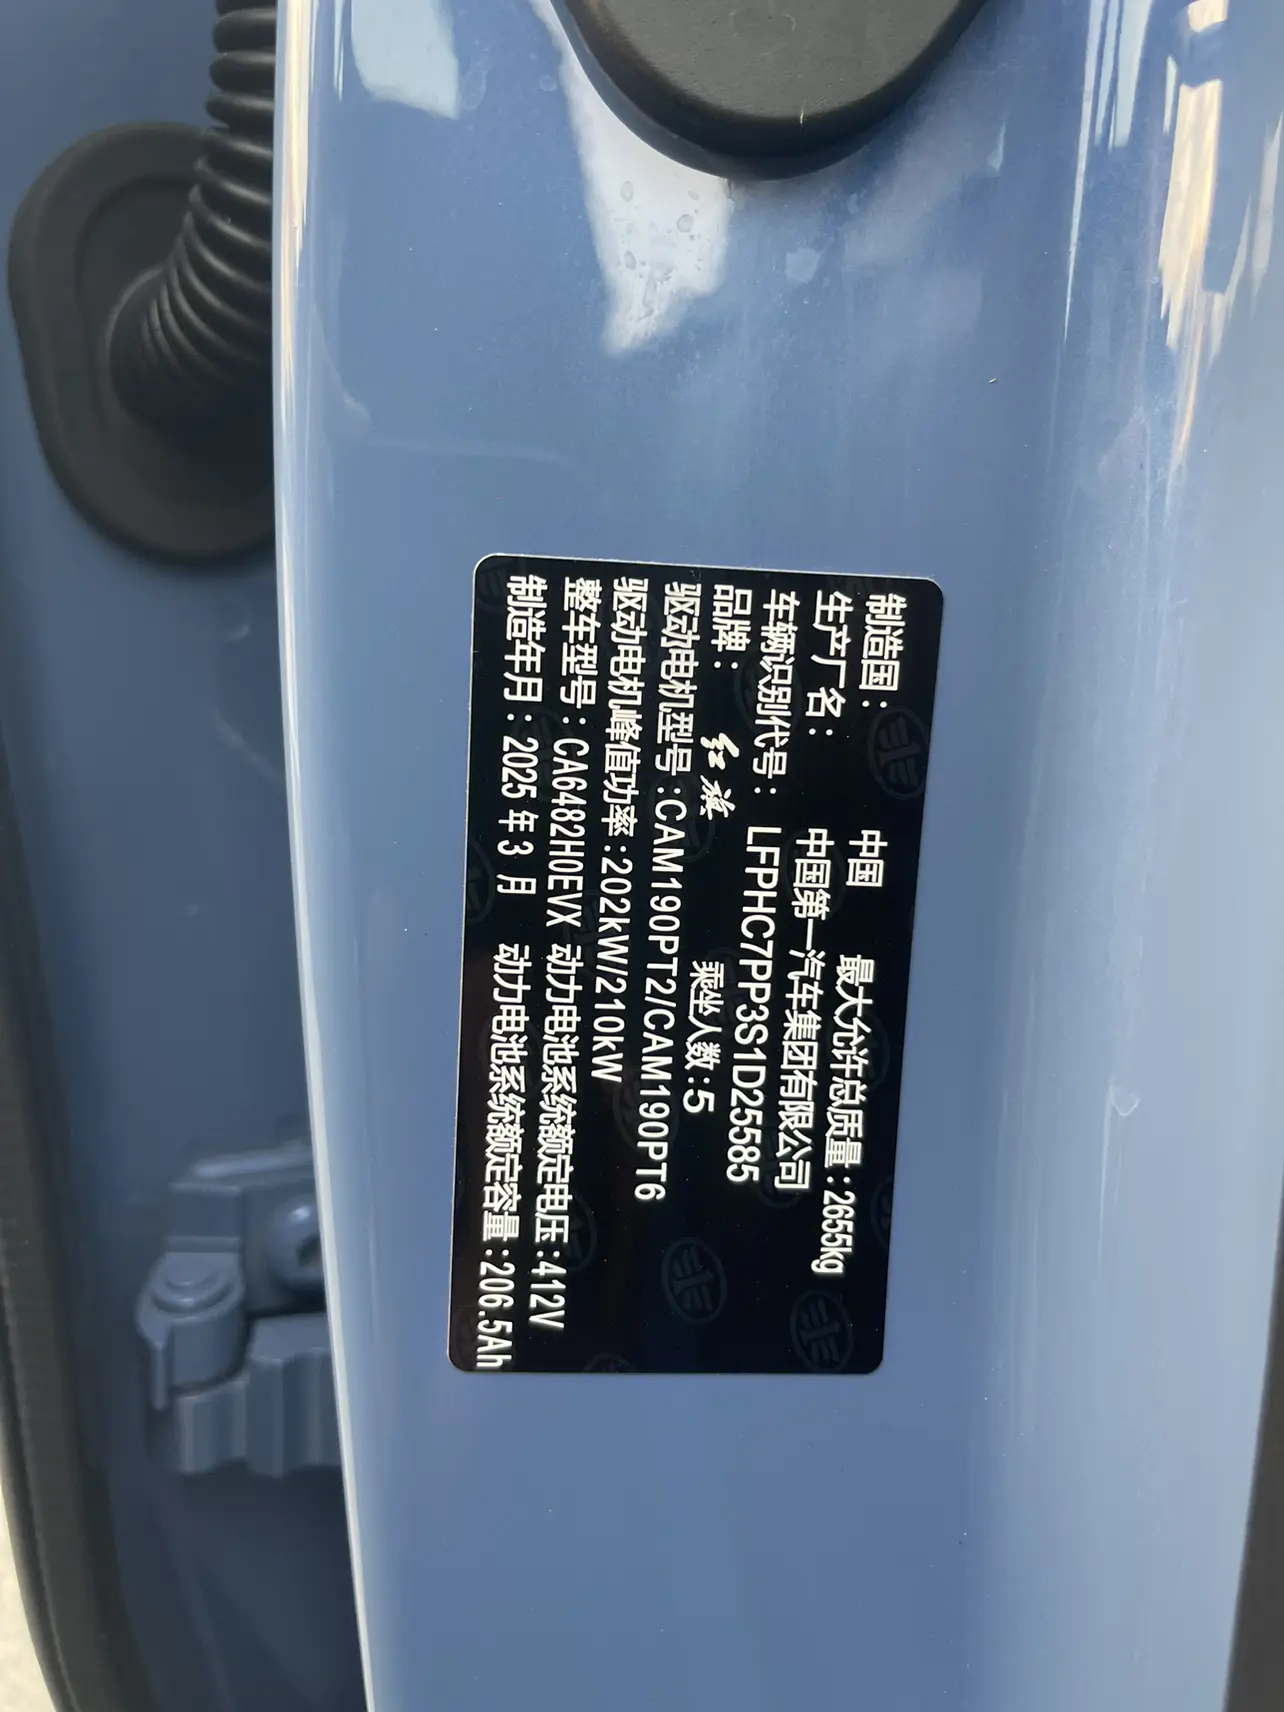 制造国： 中国 最大允许总质量：2655kg
生产厂名： 中国第一汽车集团有限公司
车辆识别代号： LFPHC7PP3S1D25585
品牌： 红旗 乘坐人数：5
驱动电机型号：CAM190PT2/CAM190PT6
驱动电机峰值功率：202kW/210kW
整车型号：CA6482H0EVX 动力电池系统额定电压：412V
制造年月：2025 年 3 月 动力电池系统额定容量：206.5Ah